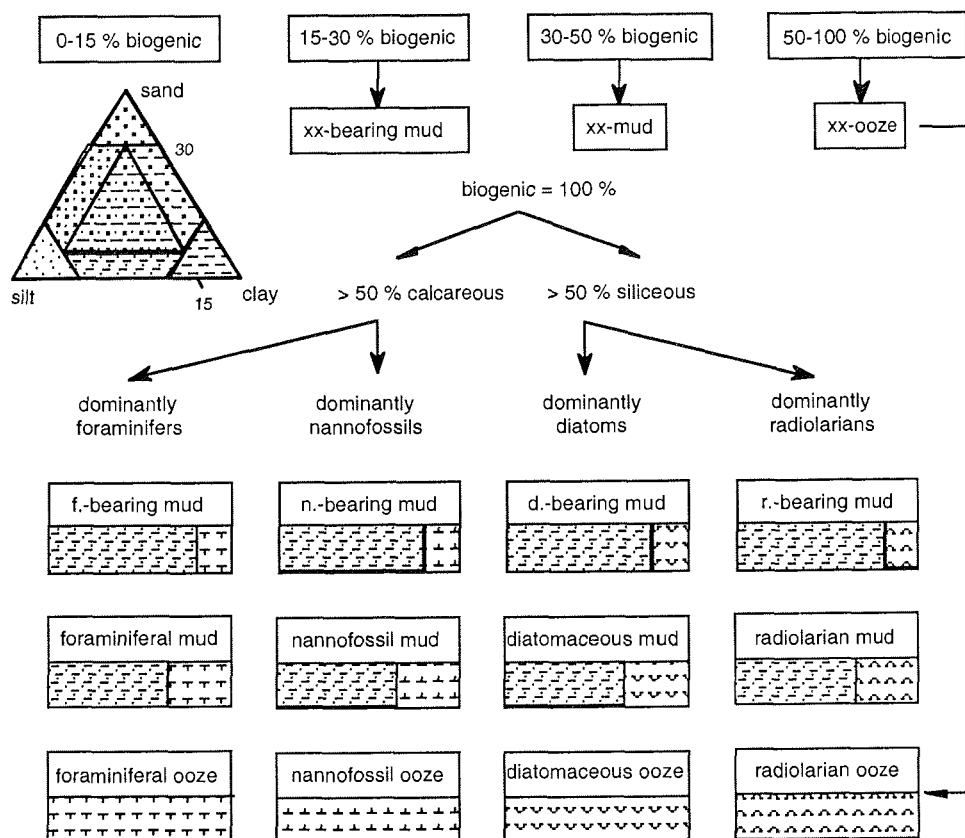 0-15 % biogenic
15-30 % biogenic
30-50 % biogenic
50-100 % biogenic
sand
xx-bearing mud
xx-mud
xx-ooze
30
biogenic = 100 %
silt
clay
15
> 50 % calcareous
> 50 % siliceous
dominantly
foraminifers
dominantly
nannofossils
dominantly
diatoms
dominantly
radiolarians
f.-bearing mud
n.-bearing mud
d.-bearing mud
r.-bearing mud
foraminiferal mud
nannofossil mud
diatomaceous mud
radiolarian mud
foraminiferal ooze
nannofossil ooze
diatomaceous ooze
radiolarian ooze